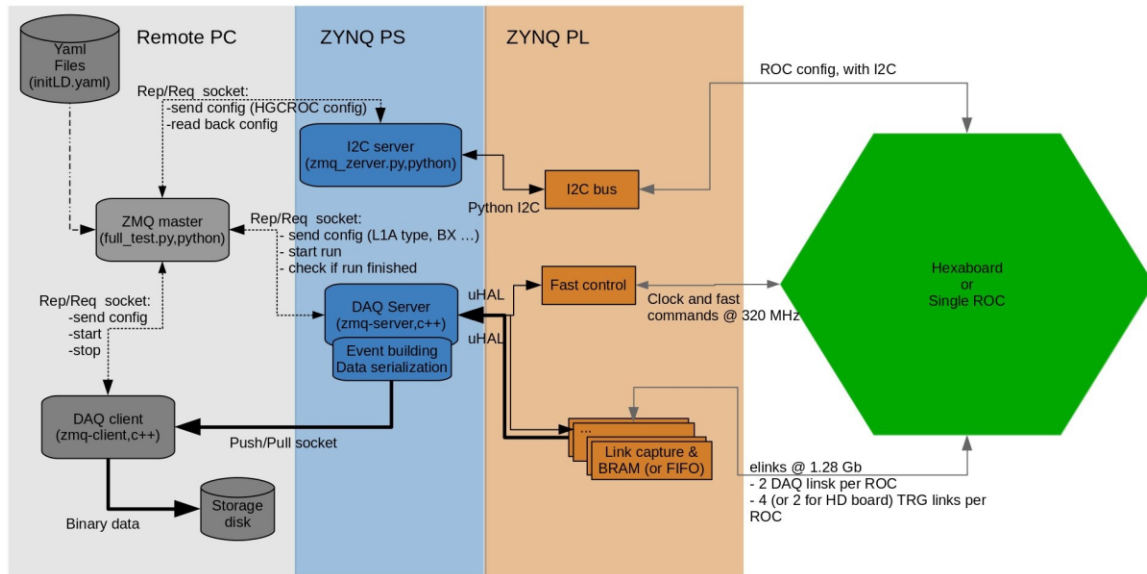 Remote PC
ZYNQ PS
ZYNQ PL
Yaml
Files
(initLD.yaml)
Rep/Req socket:
-send config (HGCROC config)
-read back config
I2C server
(zmq_zerver.py,python)
ROC config, with I2C
I2C bus
Python I2C
ZMQ master
(full_test.py,python)
Rep/Req socket:
- send config (L1A type, BX ...)
- start run
- check if run finished
Rep/Req socket:
-send config
-start
-stop
DAQ Server
(zmq-server,c++)
Event building
Data serialization
uHAL
uHAL
Fast control
Clock and fast
commands @ 320 MHz
Hexaboard
or
Single ROC
DAQ client
(zmq-client,c++)
Push/Pull socket
...
Link capture &
BRAM (or FIFO)
elinks @ 1.28 Gb
- 2 DAQ linsk per ROC
- 4 (or 2 for HD board) TRG links per
ROC
Binary data
Storage
disk